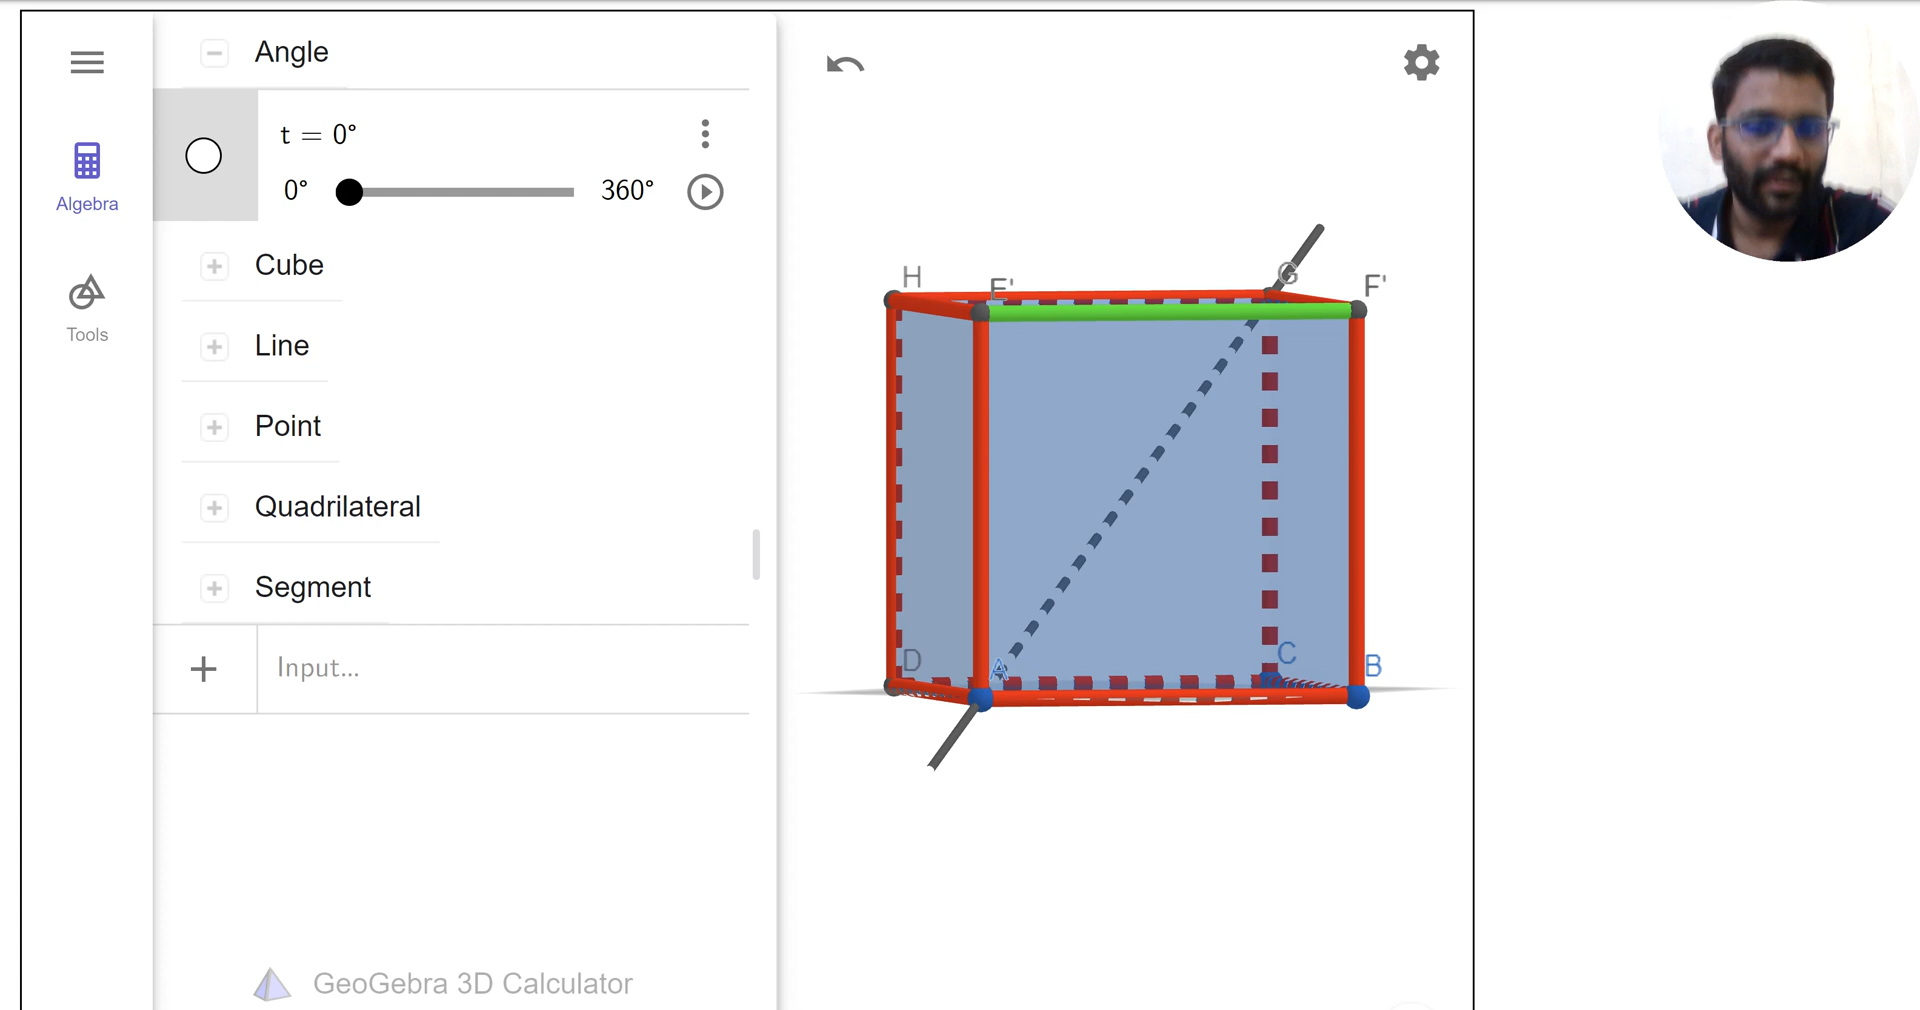 Angle
t = 0°
0°
360°
Algebra
Cube
Tools
Line
Point
Quadrilateral
Segment
Input...
GeoGebra 3D Calculator
H
E'
G
F'
D
A
C
B